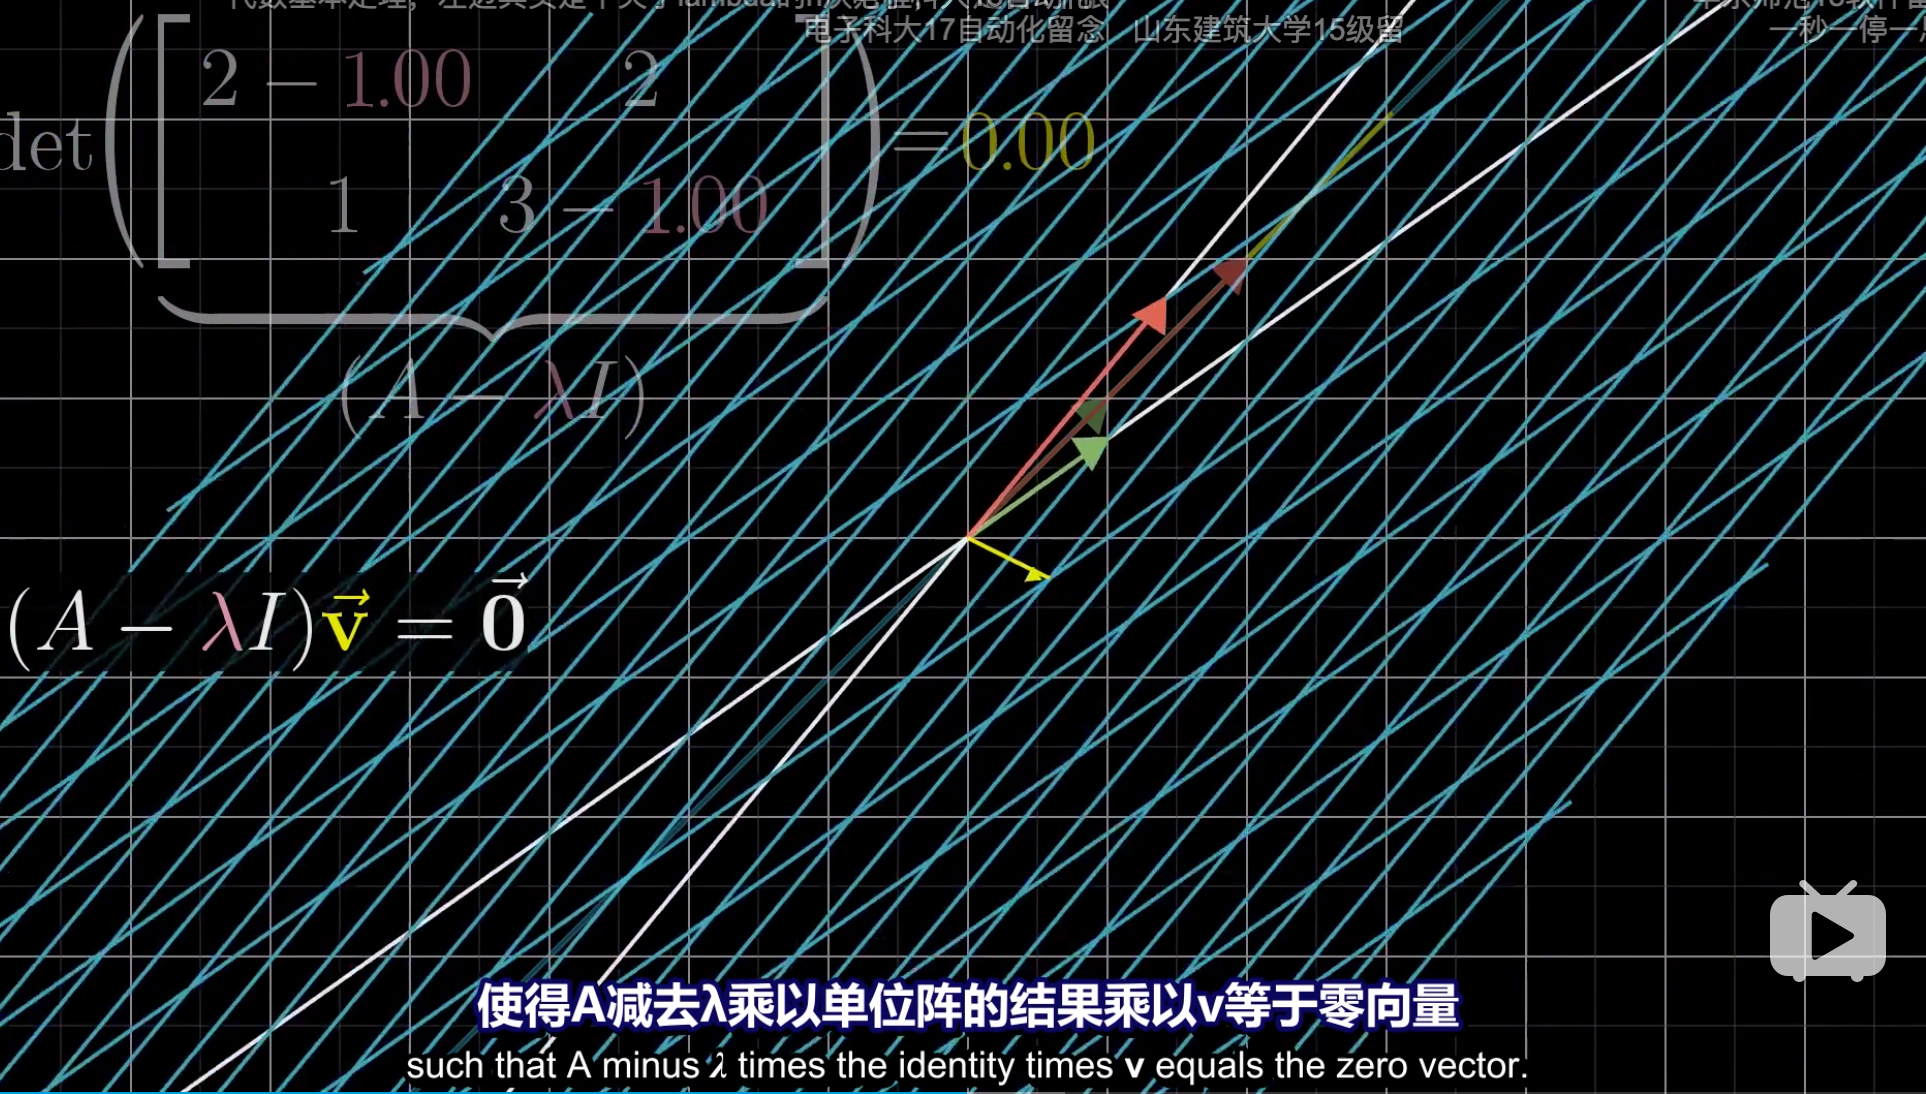 电子科大17自动化留念 山东建筑大学15级留
一秒一停一
det([2 − 1.00 2
1 3 − 1.00]) = 0.00
(A − λI)
(A − λI)v⃗ = 0⃗
使得A减去λ乘以单位阵的结果乘以v等于零向量
such that A minus λ times the identity times v equals the zero vector.